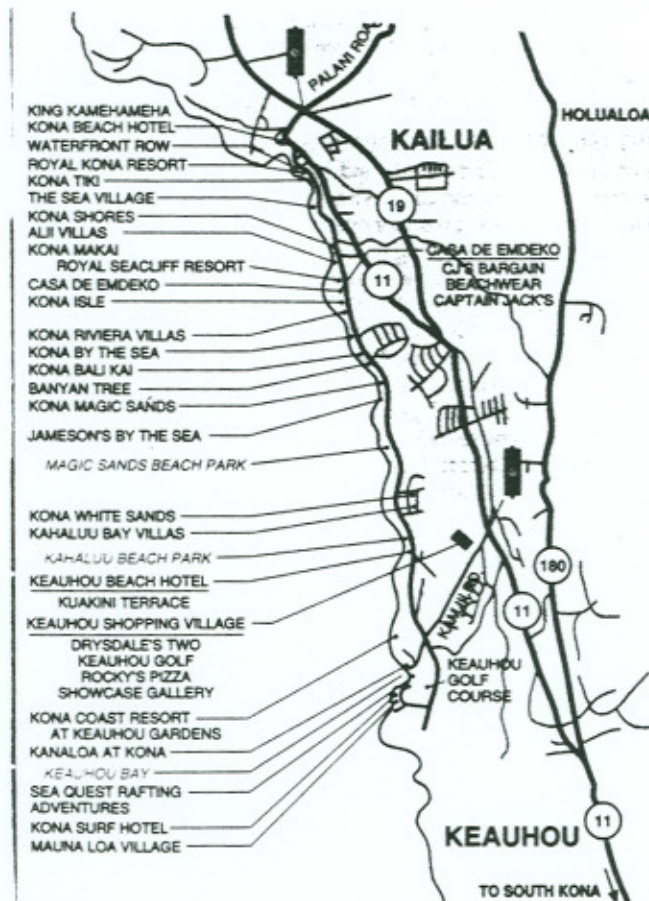 PALANI ROA
KING KAMEHAMEHA
KONA BEACH HOTEL
WATERFRONT ROW
ROYAL KONA RESORT
KONA TIKI
THE SEA VILLAGE
KONA SHORES
ALII VILLAS
KONA MAKAI
ROYAL SEACLIFF RESORT
CASA DE EMDEKO
KONA ISLE
KONA RIVIERA VILLAS
KONA BY THE SEA
KONA BALI KAI
BANYAN TREE
KONA MAGIC SANDS
JAMESON'S BY THE SEA
MAGIC SANDS BEACH PARK
KONA WHITE SANDS
KAHALUU BAY VILLAS
KAHALUU BEACH PARK
KEAUHOU BEACH HOTEL
KUAKINI TERRACE
KEAUHOU SHOPPING VILLAGE
DRYSDALE'S TWO
KEAUHOU GOLF
ROCKY'S PIZZA
SHOWCASE GALLERY
KONA COAST RESORT
AT KEAUHOU GARDENS
KANALOA AT KONA
KEAUHOU BAY
SEA QUEST RAFTING
ADVENTURES
KONA SURF HOTEL
MAUNA LOA VILLAGE
KAILUA
HOLUALOA
19
11
CASA DE EMDEKO
CJ'S BARGAIN
BEACHWEAR
CAPTAIN JACK'S
180
11
KEAUHOU
GOLF
COURSE
11
KEAUHOU
TO SOUTH KONA